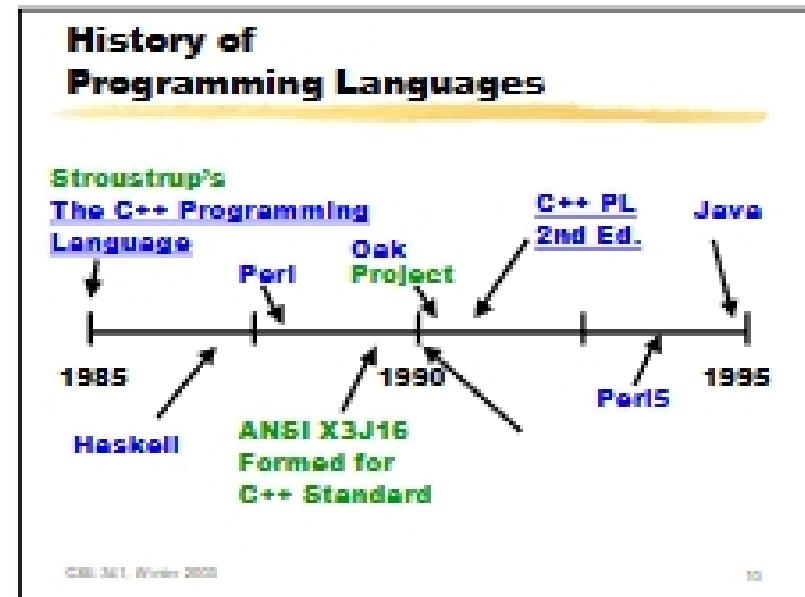 History of
Programming Languages
Stroustrup's
The C++ Programming
Language
Perl
Oak
Project
C++ PL
2nd Ed.
Java
1985
1990
1995
Haskell
ANSI X3J16
Formed for
C++ Standard
Perl5
Winter